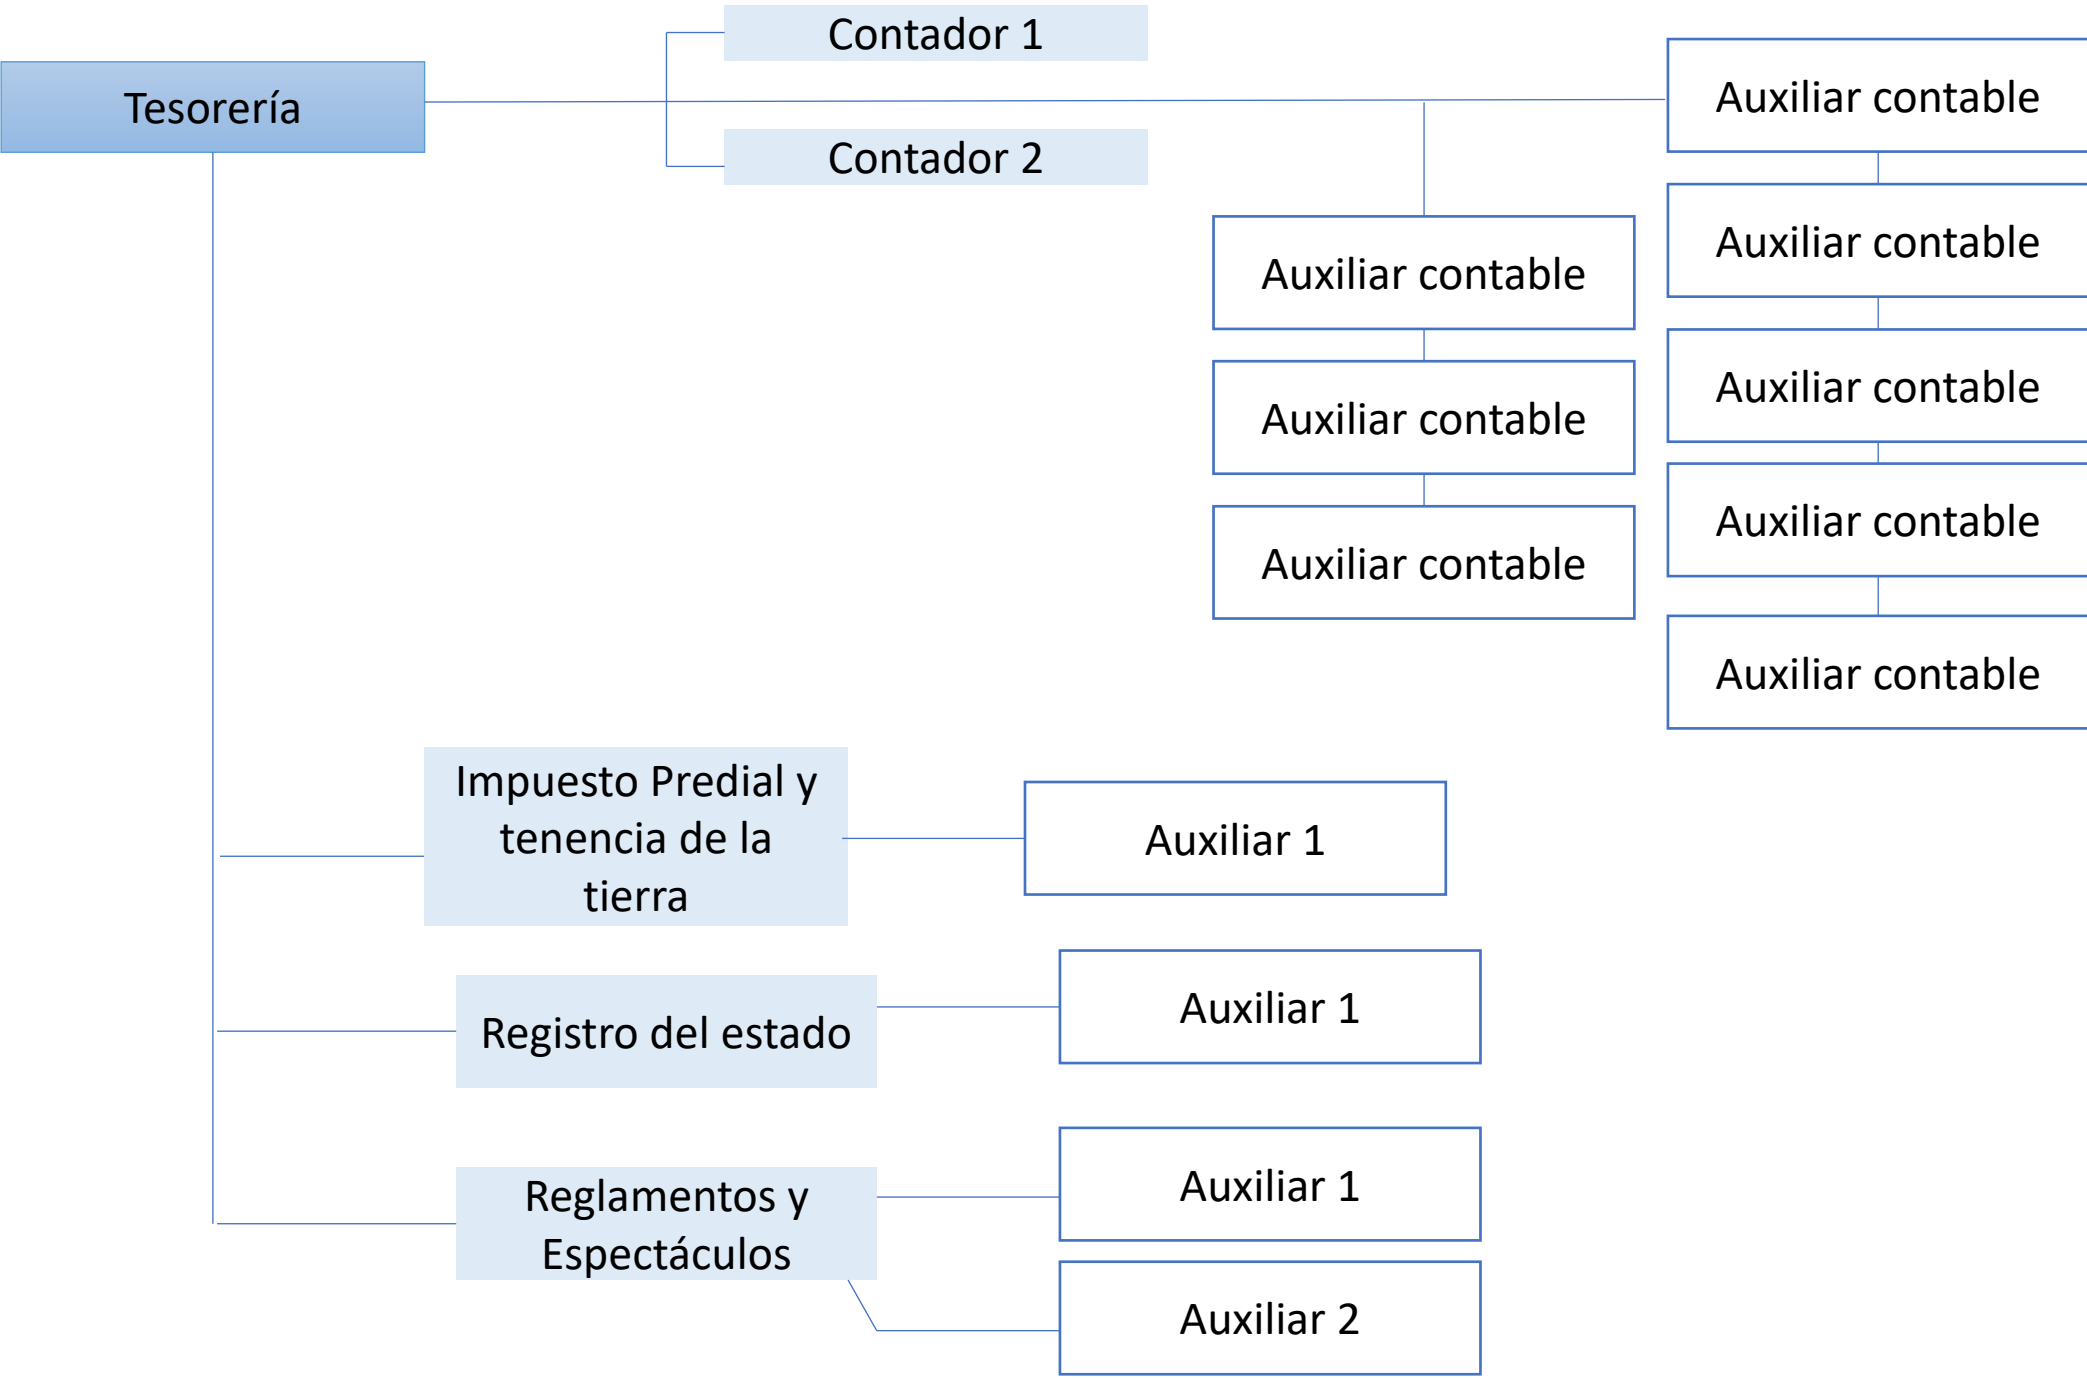 Contador 1
Tesorería
Auxiliar contable
Contador 2
Auxiliar contable
Auxiliar contable
Auxiliar contable
Auxiliar contable
Auxiliar contable
Auxiliar contable
Auxiliar contable
Impuesto Predial y
tenencia de la
tierra
Auxiliar 1
Registro del estado
Auxiliar 1
Reglamentos y
Espectáculos
Auxiliar 1
Auxiliar 2